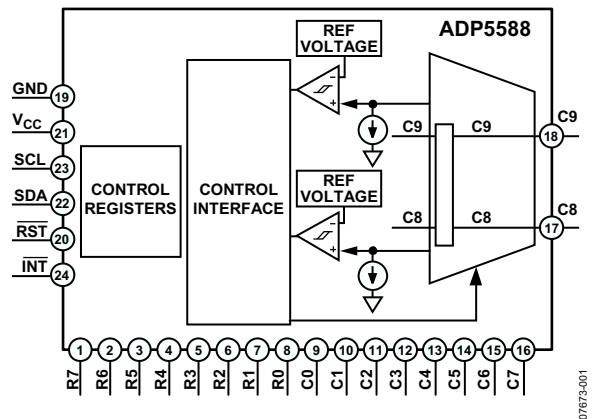 ADP5588
REF
VOLTAGE
GND
19
VCC
21
SCL
23
SDA
22
RST
20
INT
24
CONTROL
REGISTERS
CONTROL
INTERFACE
–
+
C9
C9
18
C9
REF
VOLTAGE
–
+
C8
C8
17
C8
1 2 3 4 5 6 7 8 9 10 11 12 13 14 15 16
R7 R6 R5 R4 R3 R2 R1 R0 C0 C1 C2 C3 C4 C5 C6 C7
07673-001